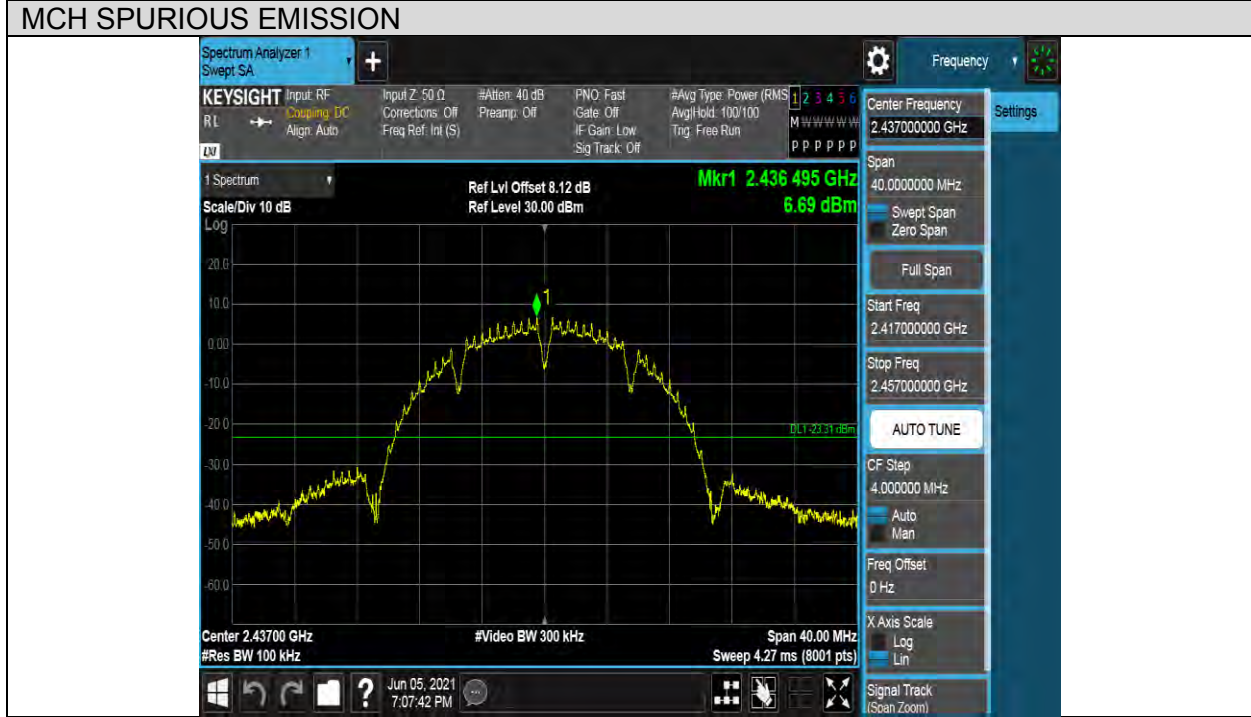 MCH SPURIOUS EMISSION
Spectrum Analyzer 1
Swept SA
+
Frequency
KEYSIGHT
RL
LXI
Input: RF
Coupling: DC
Align: Auto
Input Z: 50 Ω
Corrections: Off
Freq Ref: Int (S)
#Atten: 40 dB
Preamp: Off
PNO: Fast
Gate: Off
IF Gain: Low
Sig Track: Off
#Avg Type: Power (RMS
Avg|Hold: 100/100
Trig: Free Run
1 2 3 4 5 6
M W W W W W
P P P P P P
Center Frequency
2.437000000 GHz
Settings
1 Spectrum
Scale/Div 10 dB
Log
Ref Lvl Offset 8.12 dB
Ref Level 30.00 dBm
Mkr1 2.436 495 GHz
6.69 dBm
Span
40.0000000 MHz
Swept Span
Zero Span
Full Span
Start Freq
2.417000000 GHz
Stop Freq
2.457000000 GHz
AUTO TUNE
CF Step
4.000000 MHz
Auto
Man
Freq Offset
0 Hz
X Axis Scale
Log
Lin
Signal Track
(Span Zoom)
20.0
10.0
0.00
-10.0
-20.0
-30.0
-40.0
-50.0
-60.0
1
DL1 -23.31 dBm
Center 2.43700 GHz
#Res BW 100 kHz
#Video BW 300 kHz
Span 40.00 MHz
Sweep 4.27 ms (8001 pts)
?
Jun 05, 2021
7:07:42 PM